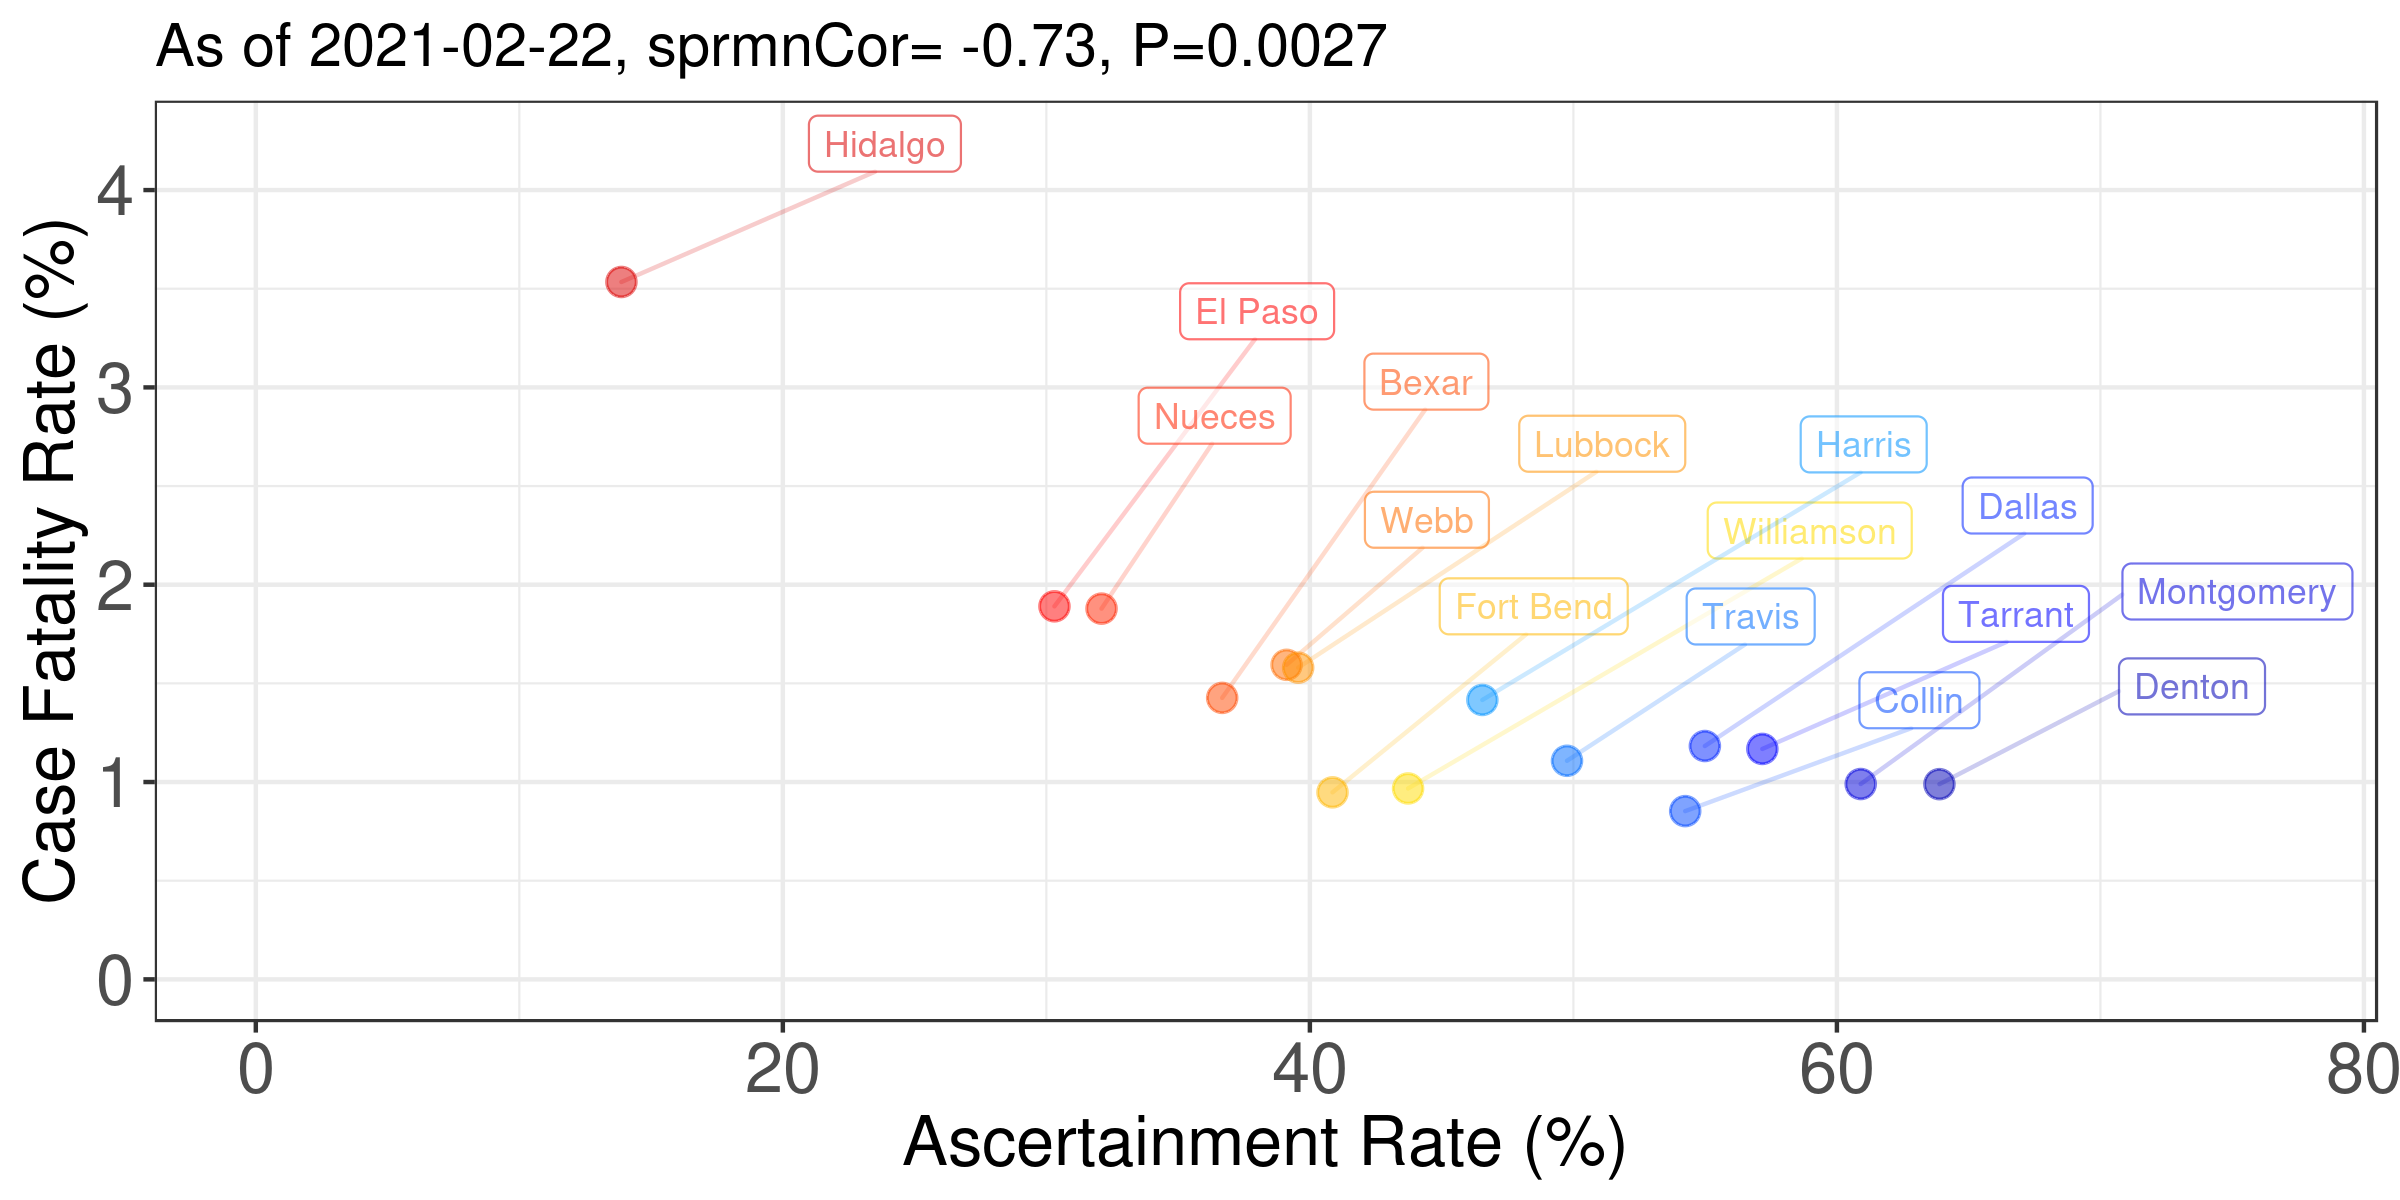 As of 2021-02-22, sprmnCor= -0.73, P=0.0027
Case Fatality Rate (%)
4
3
2
1
0
Hidalgo
El Paso
Bexar
Nueces
Lubbock
Harris
Webb
Williamson
Dallas
Fort Bend
Travis
Tarrant
Montgomery
Collin
Denton
0 20 40 60 80
Ascertainment Rate (%)